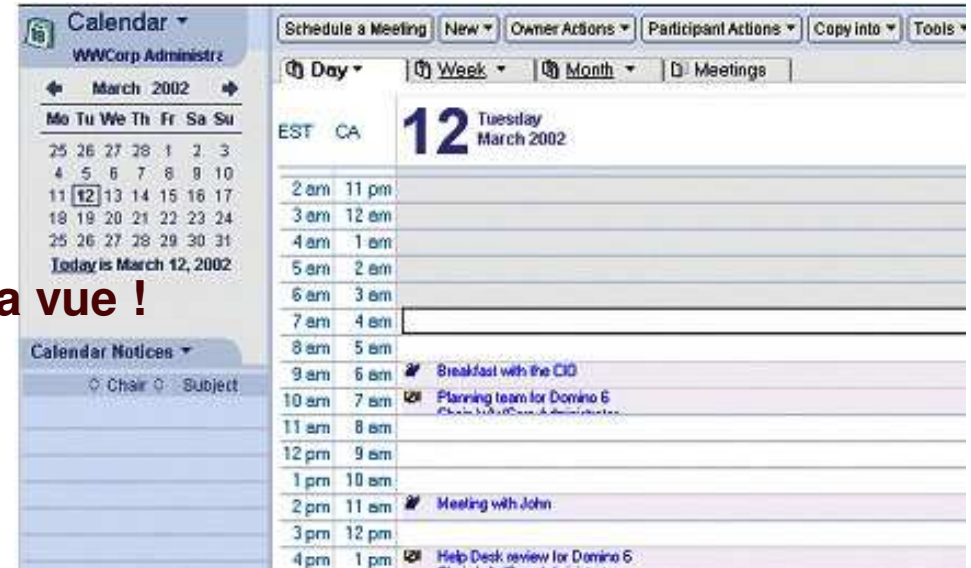 Calendar
WWCorp Administra
March 2002
Mo Tu We Th Fr Sa Su
25 26 27 28 1 2 3
4 5 6 7 8 9 10
11 12 13 14 15 16 17
18 19 20 21 22 23 24
25 26 27 28 29 30 31
Today is March 12, 2002
a vue !
Calendar Notices
Chair Subject
Schedule a Meeting New Owner Actions Participant Actions Copy into Tools
Day Week Month Meetings
EST CA 12 Tuesday
March 2002
2 am 11 pm
3 am 12 am
4 am 1 am
5 am 2 am
6 am 3 am
7 am 4 am
8 am 5 am
9 am 6 am Breakfast with the CIO
10 am 7 am Planning team for Domino 6
11 am 8 am
12 pm 9 am
1 pm 10 am
2 pm 11 am Meeting with John
3 pm 12 pm
4 pm 1 pm Help Desk review for Domino 6